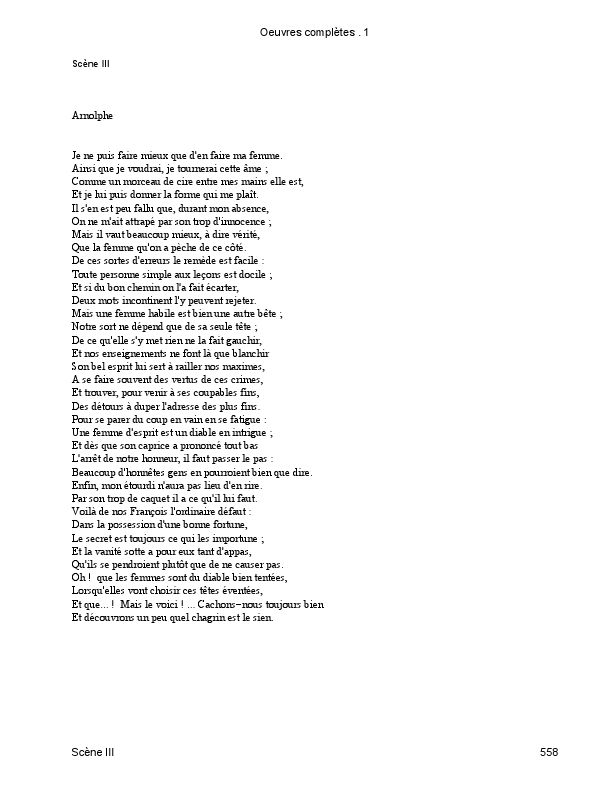 Oeuvres complètes . 1
Scène III
Arnolphe
Je ne puis faire mieux que d'en faire ma femme.
Ainsi que je voudrai, je tournerai cette âme ;
Comme un morceau de cire entre mes mains elle est,
Et je lui puis donner la forme qui me plaît.
Il s'en est peu fallu que, durant mon absence,
On ne m'ait attrapé par son trop d'innocence ;
Mais il vaut beaucoup mieux, à dire vérité,
Que la femme qu'on a pèche de ce côté.
De ces sortes d'erreurs le remède est facile :
Toute personne simple aux leçons est docile ;
Et si du bon chemin on l'a fait écarter,
Deux mots incontinent l'y peuvent rejeter.
Mais une femme habile est bien une autre bête ;
Notre sort ne dépend que de sa seule tête ;
De ce qu'elle s'y met rien ne la fait gauchir,
Et nos enseignements ne font là que blanchir
Son bel esprit lui sert à railler nos maximes,
A se faire souvent des vertus de ces crimes,
Et trouver, pour venir à ses coupables fins,
Des détours à duper l'adresse des plus fins.
Pour se parer du coup en vain en se fatigue :
Une femme d'esprit est un diable en intrigue ;
Et dès que son caprice a prononcé tout bas
L'arrêt de notre honneur, il faut passer le pas :
Beaucoup d'honnêtes gens en pourroient bien que dire.
Enfin, mon étourdi n'aura pas lieu d'en rire.
Par son trop de caquet il a ce qu'il lui faut.
Voilà de nos François l'ordinaire défaut :
Dans la possession d'une bonne fortune,
Le secret est toujours ce qui les importune ;
Et la vanité sotte a pour eux tant d'appas,
Qu'ils se pendroient plutôt que de ne causer pas.
Oh ! que les femmes sont du diable bien tentées,
Lorsqu'elles vont choisir ces têtes éventées,
Et que... ! Mais le voici ! ... Cachons−nous toujours bien
Et découvrons un peu quel chagrin est le sien.
Scène III
558